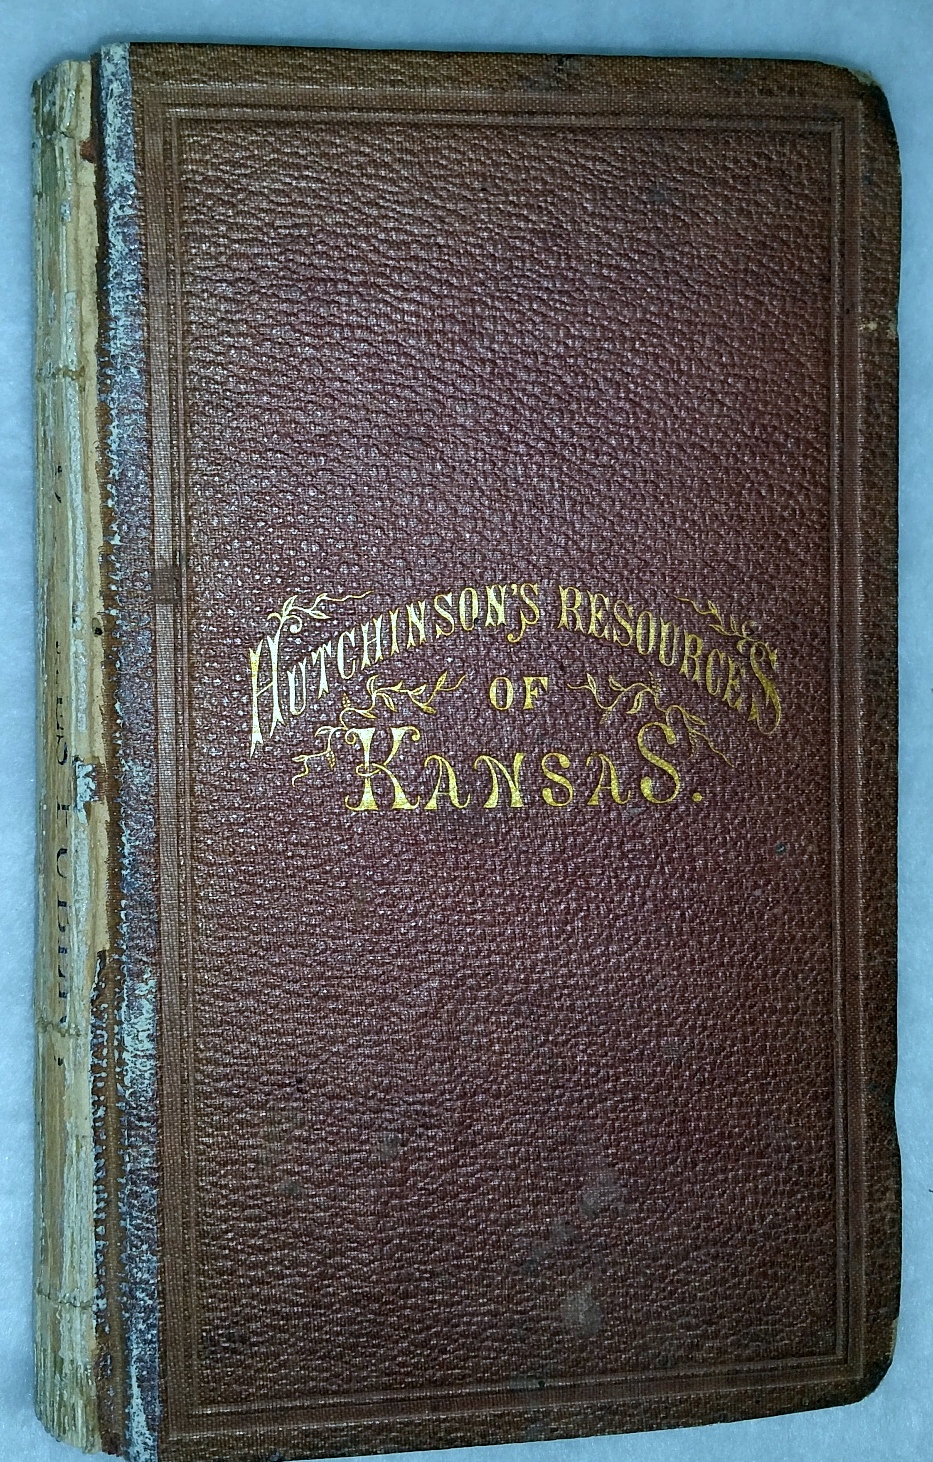 HUTCHINSON'S RESOURCES
OF
KANSAS.